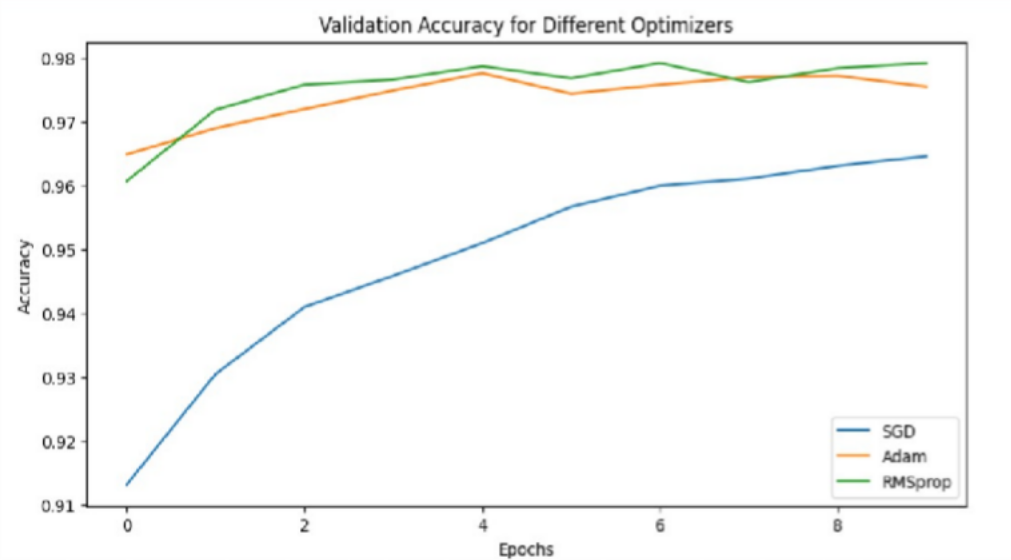 Validation Accuracy for Different Optimizers
0.98
0.97
0.96
0.95
0.94
0.93
0.92
0.91
Accuracy
0 2 4 6 8
Epochs
SGD
Adam
RMSprop